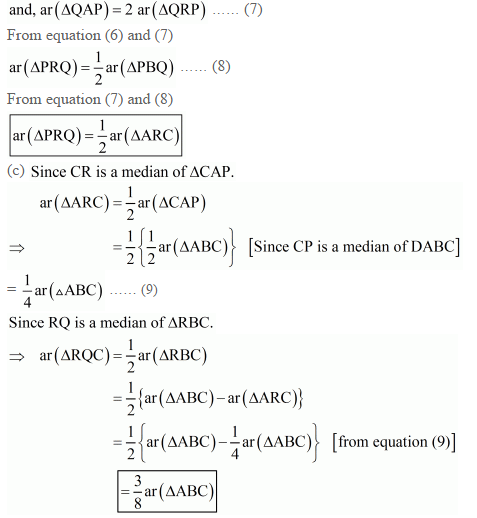 and, ar(ΔQAP) = 2 ar(ΔQRP) ...... (7)
From equation (6) and (7)
ar(ΔPRQ) = 1/2 ar(ΔPBQ) ...... (8)
From equation (7) and (8)
ar(ΔPRQ) = 1/2 ar(ΔARC)
(c) Since CR is a median of ΔCAP.
ar(ΔARC) = 1/2 ar(ΔCAP)
⇒ = 1/2 {1/2 ar(ΔABC)} [Since CP is a median of DABC]
= 1/4 ar(△ABC) ...... (9)
Since RQ is a median of ΔRBC.
⇒ ar(ΔRQC) = 1/2 ar(ΔRBC)
= 1/2 {ar(ΔABC) − ar(ΔARC)}
= 1/2 {ar(ΔABC) − 1/4 ar(ΔABC)} [from equation (9)]
= 3/8 ar(ΔABC)